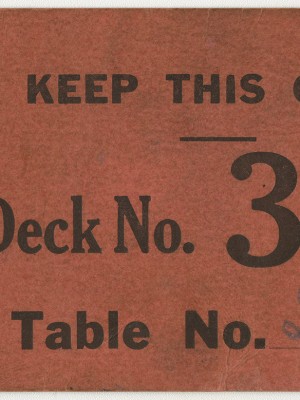 KEEP THIS
Deck No. 3
Table No.